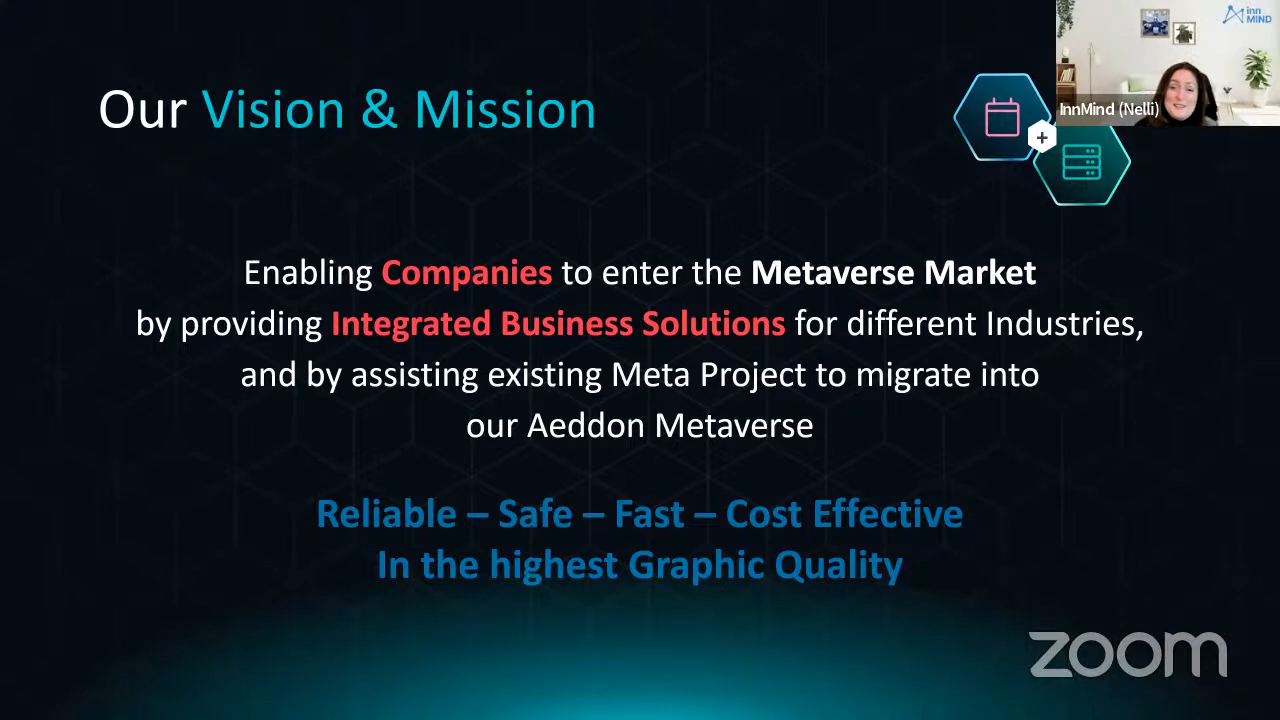 inn
MIND
Our Vision & Mission
InnMind (Nelli)
+
Enabling Companies to enter the Metaverse Market
by providing Integrated Business Solutions for different Industries,
and by assisting existing Meta Project to migrate into
our Aeddon Metaverse
Reliable – Safe – Fast – Cost Effective
In the highest Graphic Quality
zoom